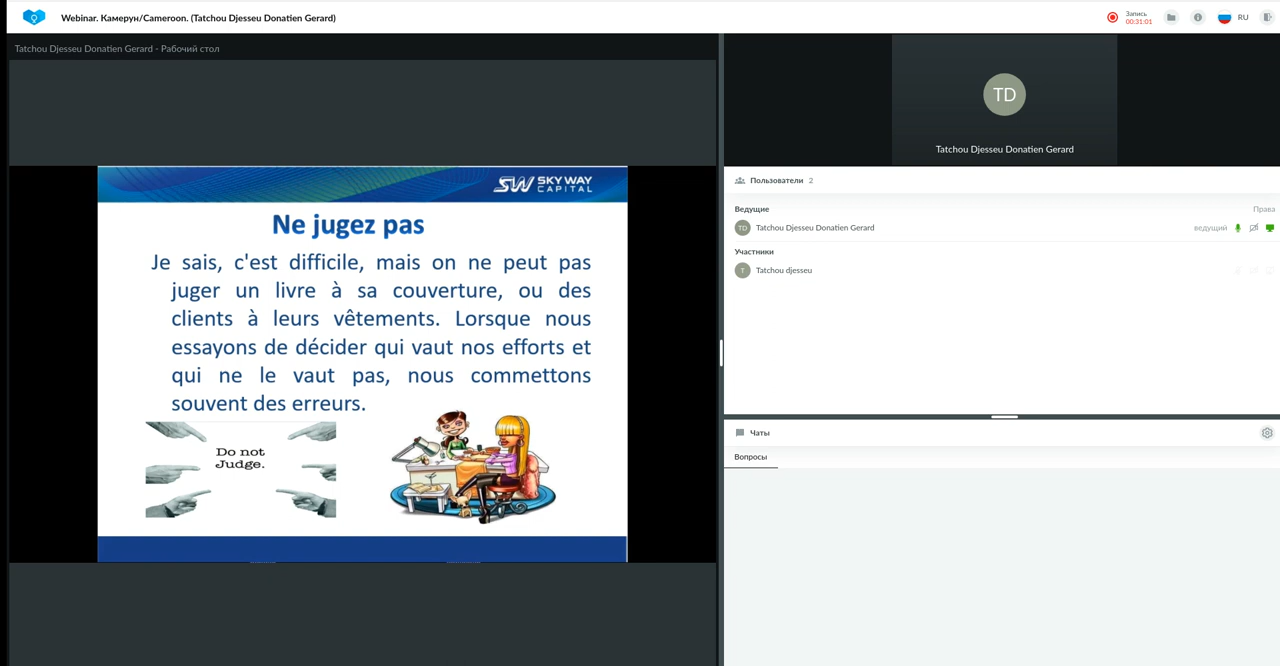 Webinar. Камерун/Cameroon. (Tatchou Djesseu Donatien Gerard)
Запись
00:31:01
RU
Tatchou Djesseu Donatien Gerard - Рабочий стол
TD
Tatchou Djesseu Donatien Gerard
SW SKY WAY
CAPITAL
Ne jugez pas
Je sais, c'est difficile, mais on ne peut pas
juger un livre à sa couverture, ou des
clients à leurs vêtements. Lorsque nous
essayons de décider qui vaut nos efforts et
qui ne le vaut pas, nous commettons
souvent des erreurs.
Do not
Judge.
Пользователи 2
Ведущие Права
TD Tatchou Djesseu Donatien Gerard ведущий
Участники
T Tatchou djesseu
Чаты
Вопросы